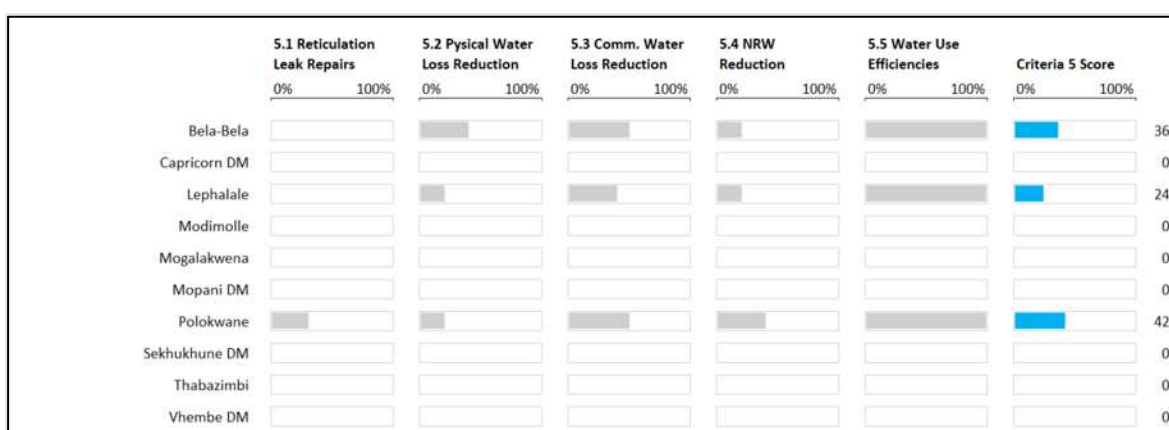 5.1 Reticulation 5.2 Pysical Water 5.3 Comm. Water 5.4 NRW 5.5 Water Use
Leak Repairs Loss Reduction Loss Reduction Reduction Efficiencies Criteria 5 Score
0% 100% 0% 100% 0% 100% 0% 100% 0% 100% 0% 100%
Bela-Bela 36
Capricorn DM 0
Lephalale 24
Modimolle 0
Mogalakwena 0
Mopani DM 0
Polokwane 42
Sekhukhune DM 0
Thabazimbi 0
Vhembe DM 0